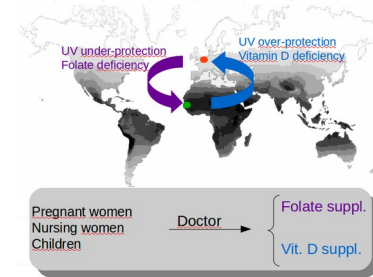 UV under-protection
Folate deficiency
UV over-protection
Vitamin D deficiency
Pregnant women
Nursing women
Children
Doctor
Folate suppl.
Vit. D suppl.